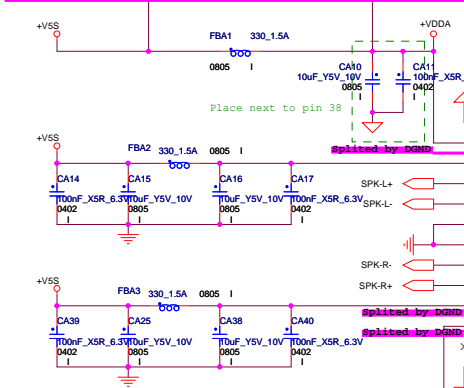 +V5S
FBA1 330_1.5A
+VDDA
0805 I
CA10
10uF_Y5V_10V
0805
I
CA11
100nF_X5R_
0402
I
Place next to pin 38
Splited by DGND
+V5S
FBA2 330_1.5A 0805 I
CA14
100nF_X5R_6.3V
0402
I
CA15
10uF_Y5V_10V
0805
I
CA16
10uF_Y5V_10V
0805
I
CA17
100nF_X5R_6.3V
0402
I
SPK-L+
SPK-L-
SPK-R-
SPK-R+
+V5S
FBA3 330_1.5A 0805 I
Splited by DGND
Splited by DGND
CA39
100nF_X5R_6.3V
0402
I
CA25
10uF_Y5V_10V
0805
I
CA38
10uF_Y5V_10V
0805
I
CA40
100nF_X5R_6.3V
0402
I